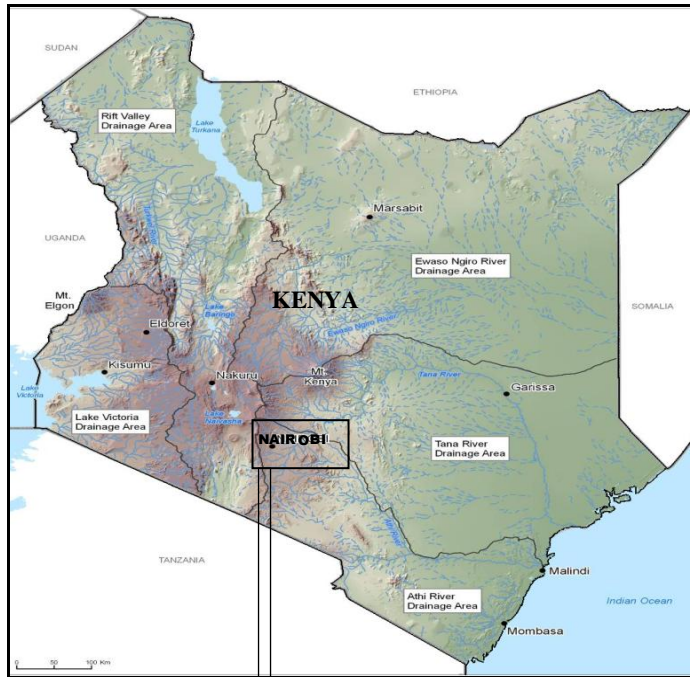 SUDAN
ETHIOPIA
Rift Valley
Drainage Area
Lake
Turkana
Marsabit
UGANDA
Ewaso Ngiro River
Drainage Area
Mt.
Elgon
KENYA
SOMALIA
Lake
Baringo
Ewaso Ngiro River
Eldoret
Kisumu
Nakuru
Mt.
Kenya
Tana River
Garissa
Lake
Victoria
Lake Victoria
Drainage Area
Lake
Naivasha
NAIROBI
Tana River
Drainage Area
Athi River
TANZANIA
Malindi
Athi River
Drainage Area
Indian Ocean
Mombasa
0 50 100 Km